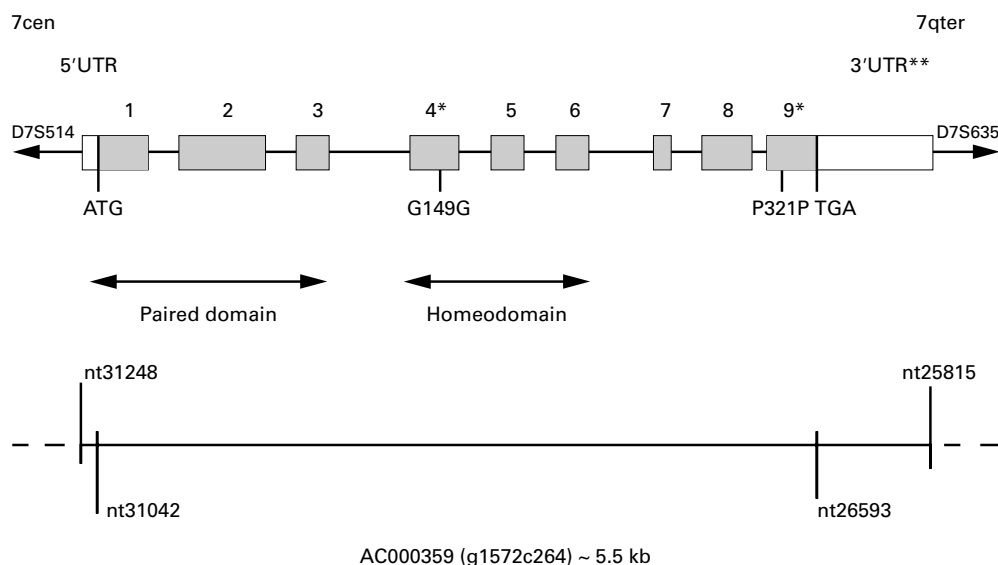 7cen 7qter
5′UTR 3′UTR**
1 2 3 4* 5 6 7 8 9*
D7S514 D7S635
ATG G149G P321P TGA
Paired domain Homeodomain
nt31248 nt25815
nt31042 nt26593
AC000359 (g1572c264) ~ 5.5 kb